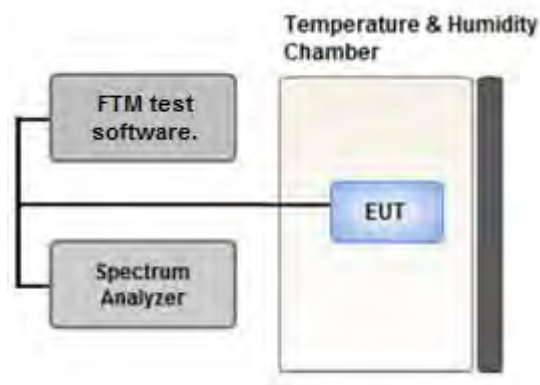 Temperature & Humidity
Chamber
FTM test
software.
EUT
Spectrum
Analyzer